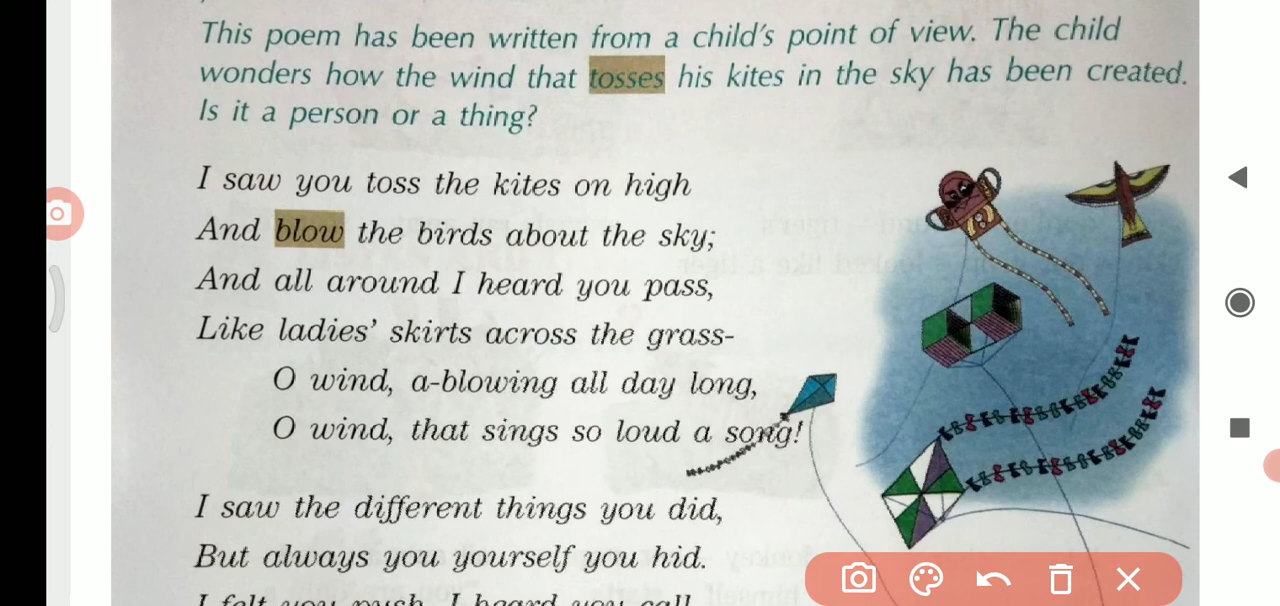 This poem has been written from a child's point of view. The child
wonders how the wind that tosses his kites in the sky has been created.
Is it a person or a thing?
I saw you toss the kites on high
And blow the birds about the sky;
And all around I heard you pass,
Like ladies' skirts across the grass-
O wind, a-blowing all day long,
O wind, that sings so loud a song!
I saw the different things you did,
But always you yourself you hid.
I felt you push, I heard you call